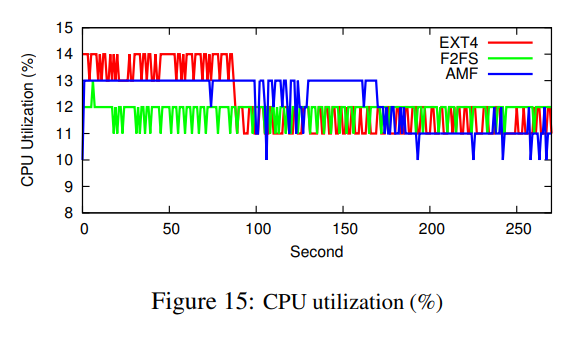 15
14
13
12
11
10
9
8
CPU Utilization (%)
EXT4
F2FS
AMF
0 50 100 150 200 250
Second
Figure 15: CPU utilization (%)